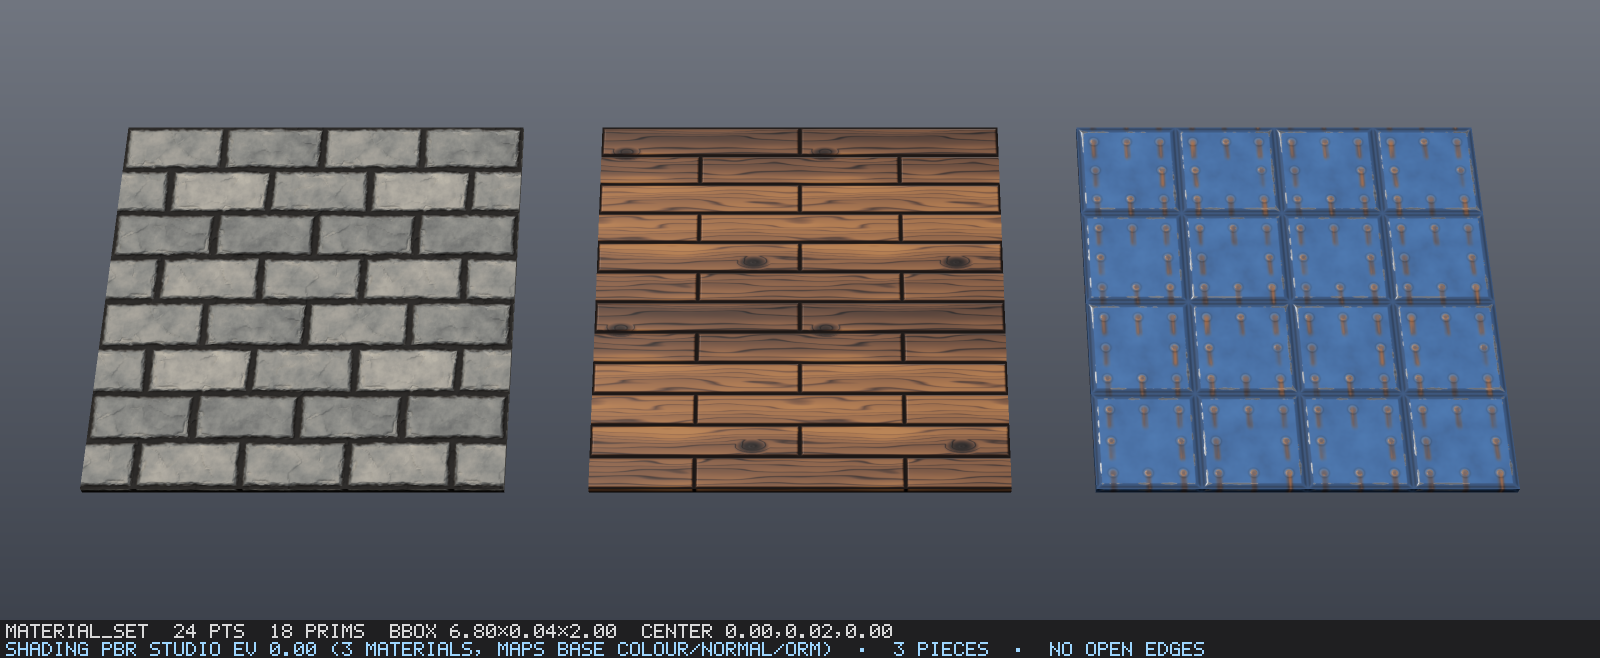 MATERIAL_SET  24 PTS  18 PRIMS  BBOX 6.80×0.04×2.00  CENTER 0.00,0.02,0.00
SHADING PBR STUDIO EV 0.00 (3 MATERIALS, MAPS BASE COLOUR/NORMAL/ORM)  ·  3 PIECES  ·  NO OPEN EDGES